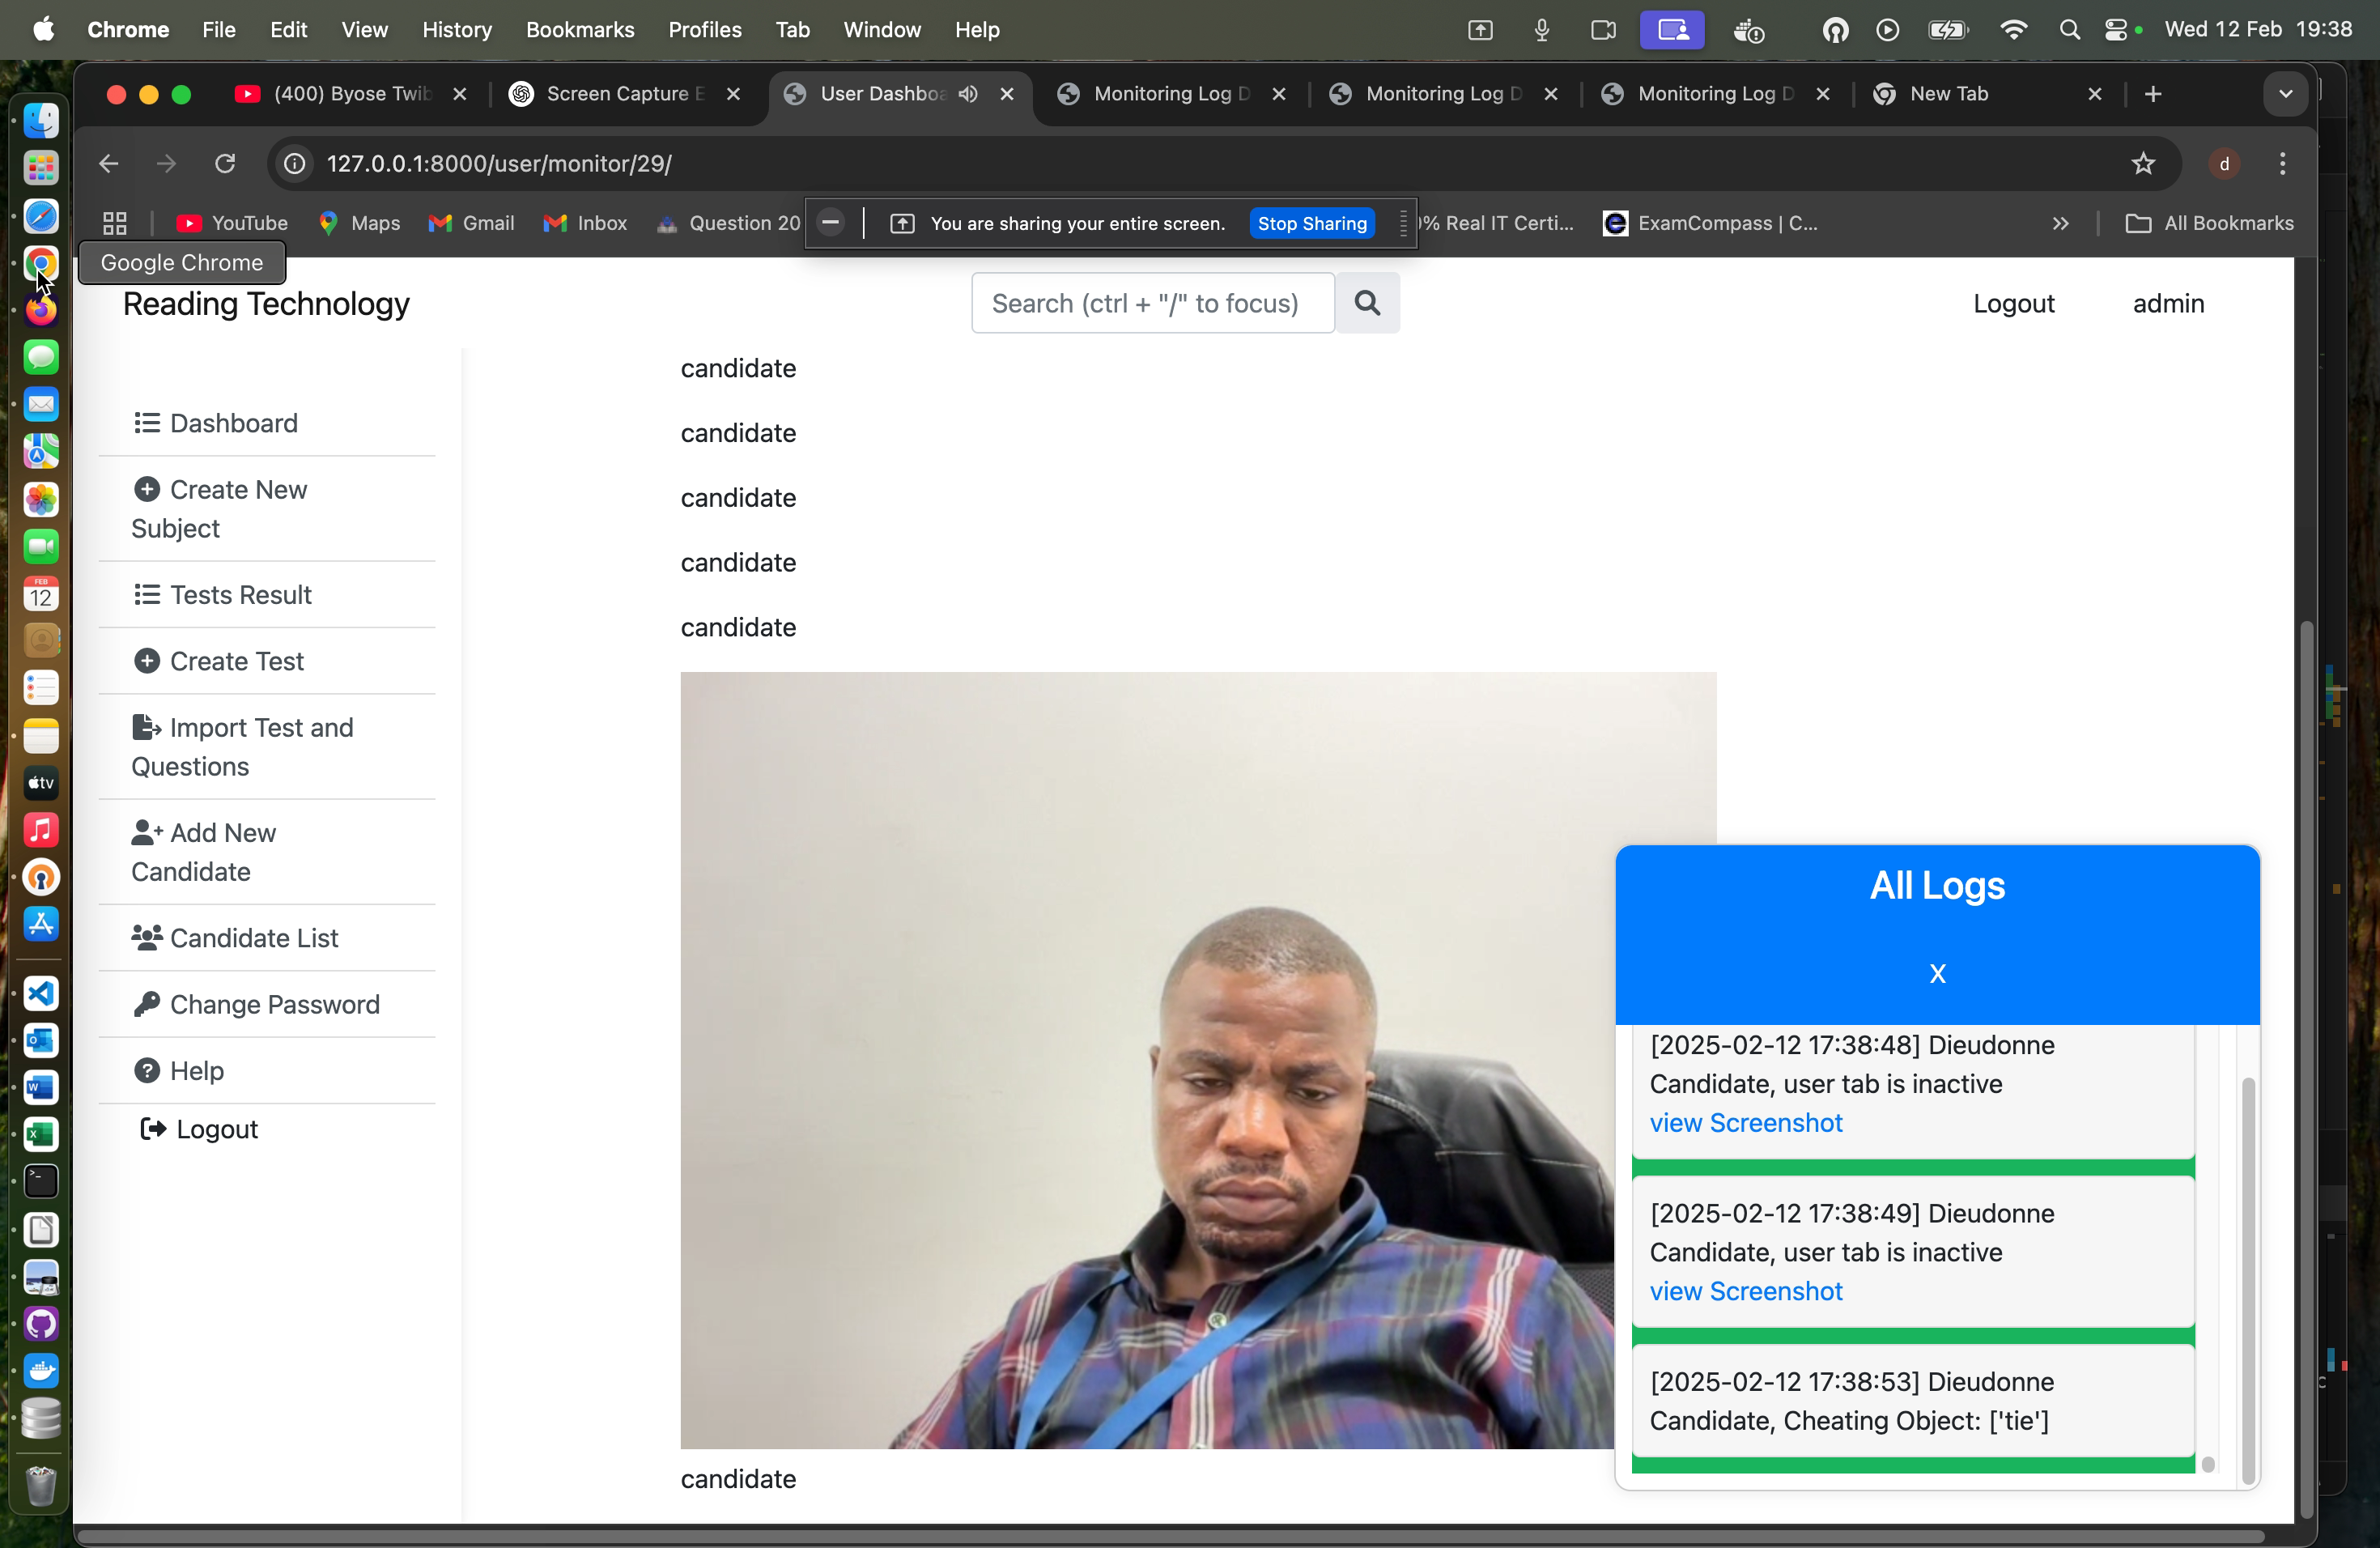 Chrome File Edit View History Bookmarks Profiles Tab Window Help Wed 12 Feb 19:38
(400) Byose Twib Screen Capture E User Dashboa Monitoring Log D Monitoring Log D Monitoring Log D New Tab
127.0.0.1:8000/user/monitor/29/ d
YouTube Maps Gmail Inbox Question 20 You are sharing your entire screen. Stop Sharing % Real IT Certi... ExamCompass | C... All Bookmarks
Google Chrome
Reading Technology Search (ctrl + "/" to focus) Logout admin
candidate
candidate
candidate
candidate
candidate
Dashboard
Create New
Subject
Tests Result
Create Test
Import Test and
Questions
Add New
Candidate
Candidate List
Change Password
Help
Logout
FEB
12
tv
All Logs
X
[2025-02-12 17:38:48] Dieudonne
Candidate, user tab is inactive
view Screenshot
[2025-02-12 17:38:49] Dieudonne
Candidate, user tab is inactive
view Screenshot
[2025-02-12 17:38:53] Dieudonne
Candidate, Cheating Object: ['tie']
candidate